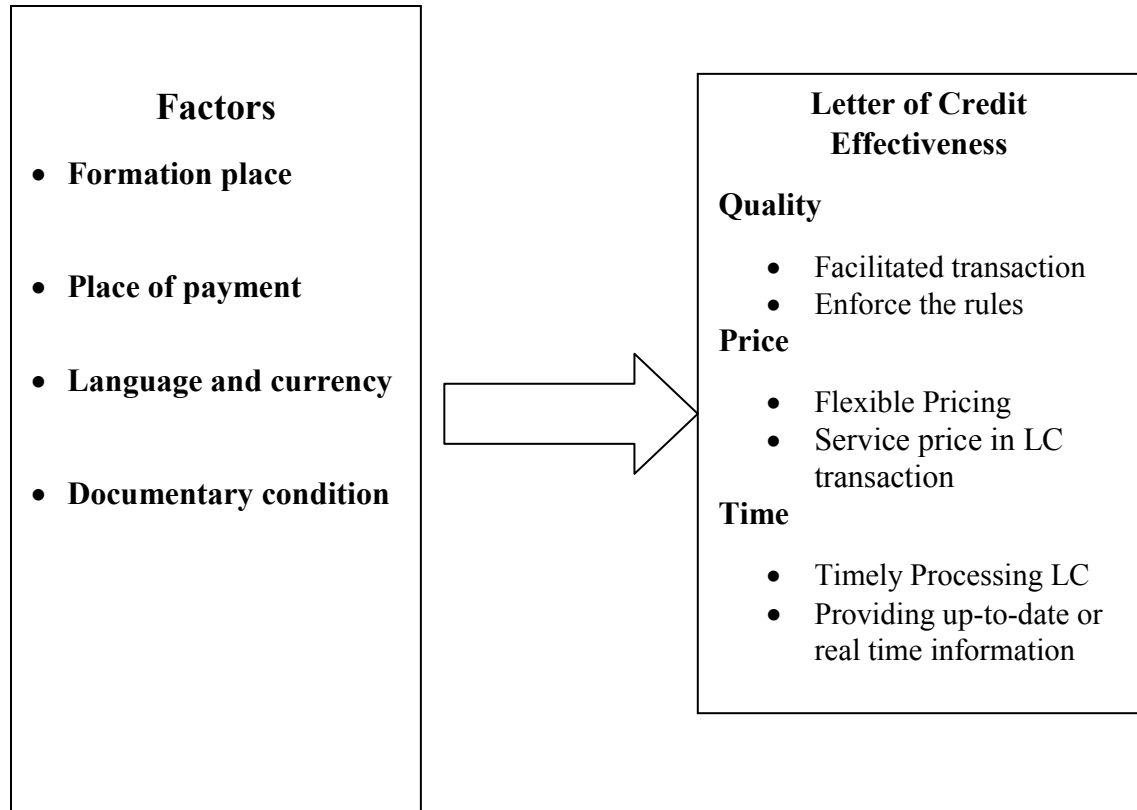 Factors
• Formation place
• Place of payment
• Language and currency
• Documentary condition
Letter of Credit
Effectiveness
Quality
• Facilitated transaction
• Enforce the rules
Price
• Flexible Pricing
• Service price in LC
transaction
Time
• Timely Processing LC
• Providing up-to-date or
real time information